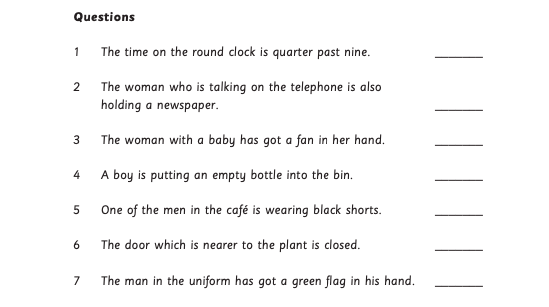 Questions
1 The time on the round clock is quarter past nine. ________
2 The woman who is talking on the telephone is also
holding a newspaper. ________
3 The woman with a baby has got a fan in her hand. ________
4 A boy is putting an empty bottle into the bin. ________
5 One of the men in the café is wearing black shorts. ________
6 The door which is nearer to the plant is closed. ________
7 The man in the uniform has got a green flag in his hand. ________